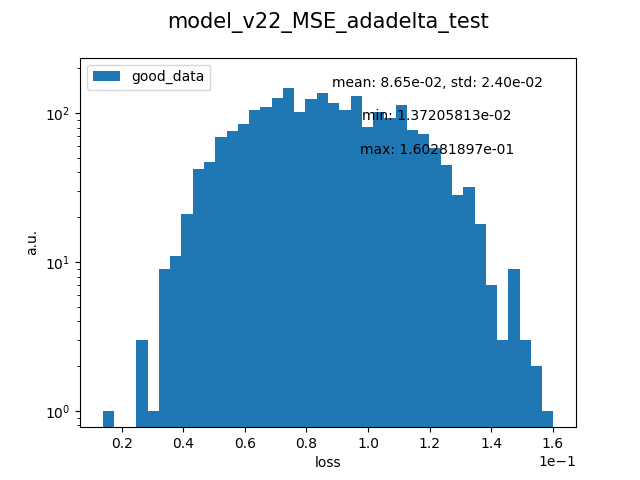 model_v22_MSE_adadelta_test
good_data
mean: 8.65e-02, std: 2.40e-02
min: 1.37205813e-02
max: 1.60281897e-01
a.u.
10²
10¹
10⁰
0.2 0.4 0.6 0.8 1.0 1.2 1.4 1.6
1e−1
loss